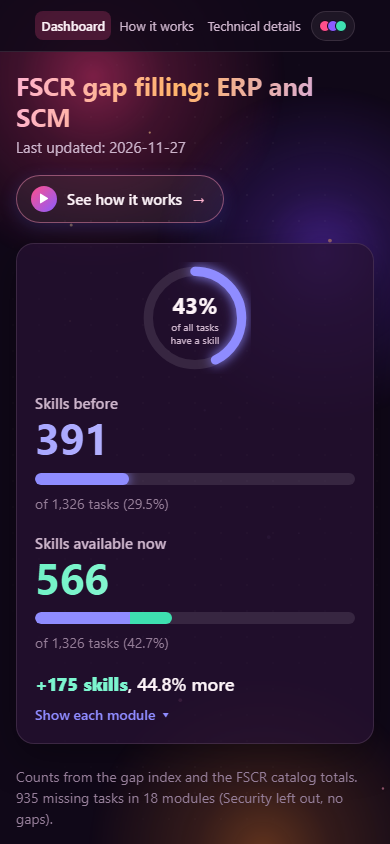 Dashboard How it works Technical details
FSCR gap filling: ERP and
SCM
Last updated: 2026-11-27
See how it works →
43%
of all tasks
have a skill
Skills before
391
of 1,326 tasks (29.5%)
Skills available now
566
of 1,326 tasks (42.7%)
+175 skills, 44.8% more
Show each module ▾
Counts from the gap index and the FSCR catalog totals.
935 missing tasks in 18 modules (Security left out, no
gaps).